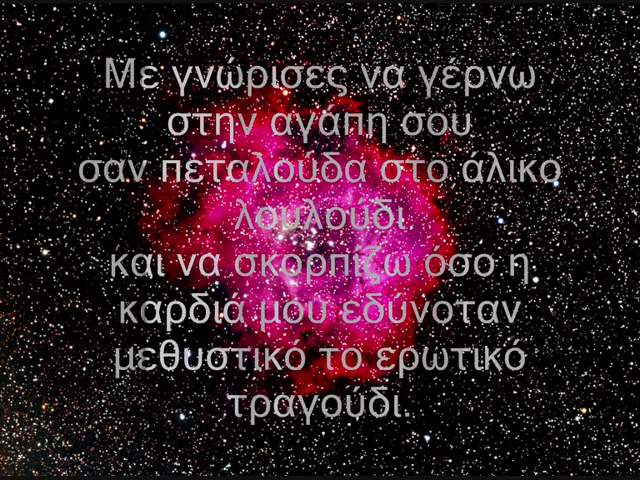 Με γνώρισες να γέρνω
στην αγάπη σου
σαν πεταλούδα στο άλικο
λουλούδι
και να σκορπίζω όσο η
καρδιά μου εδύνοταν
μεθυστικό το ερωτικό
τραγούδι.